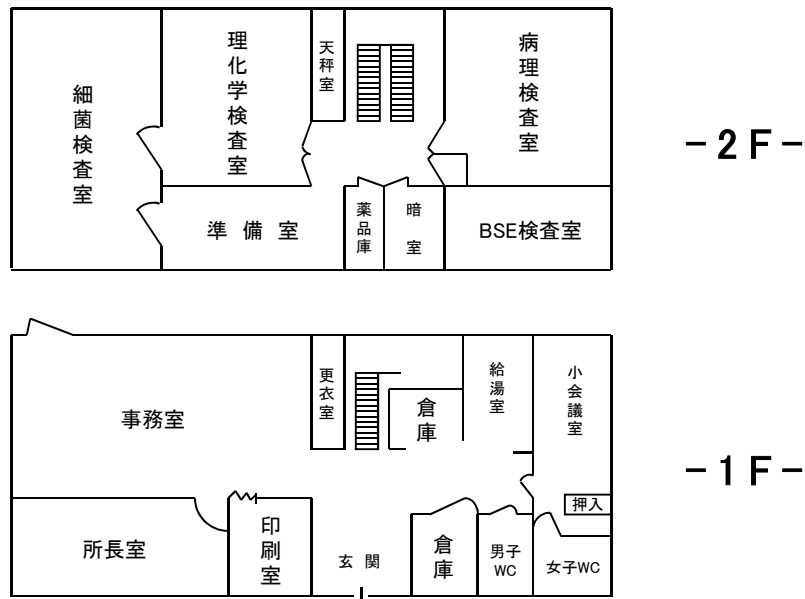 細菌検査室
理化学検査室
天秤室
病理検査室
準備室
薬品庫
暗室
BSE検査室
－２Ｆ－
事務室
更衣室
倉庫
給湯室
小会議室
押入
所長室
印刷室
玄関
倉庫
男子
WC
女子WC
－１Ｆ－